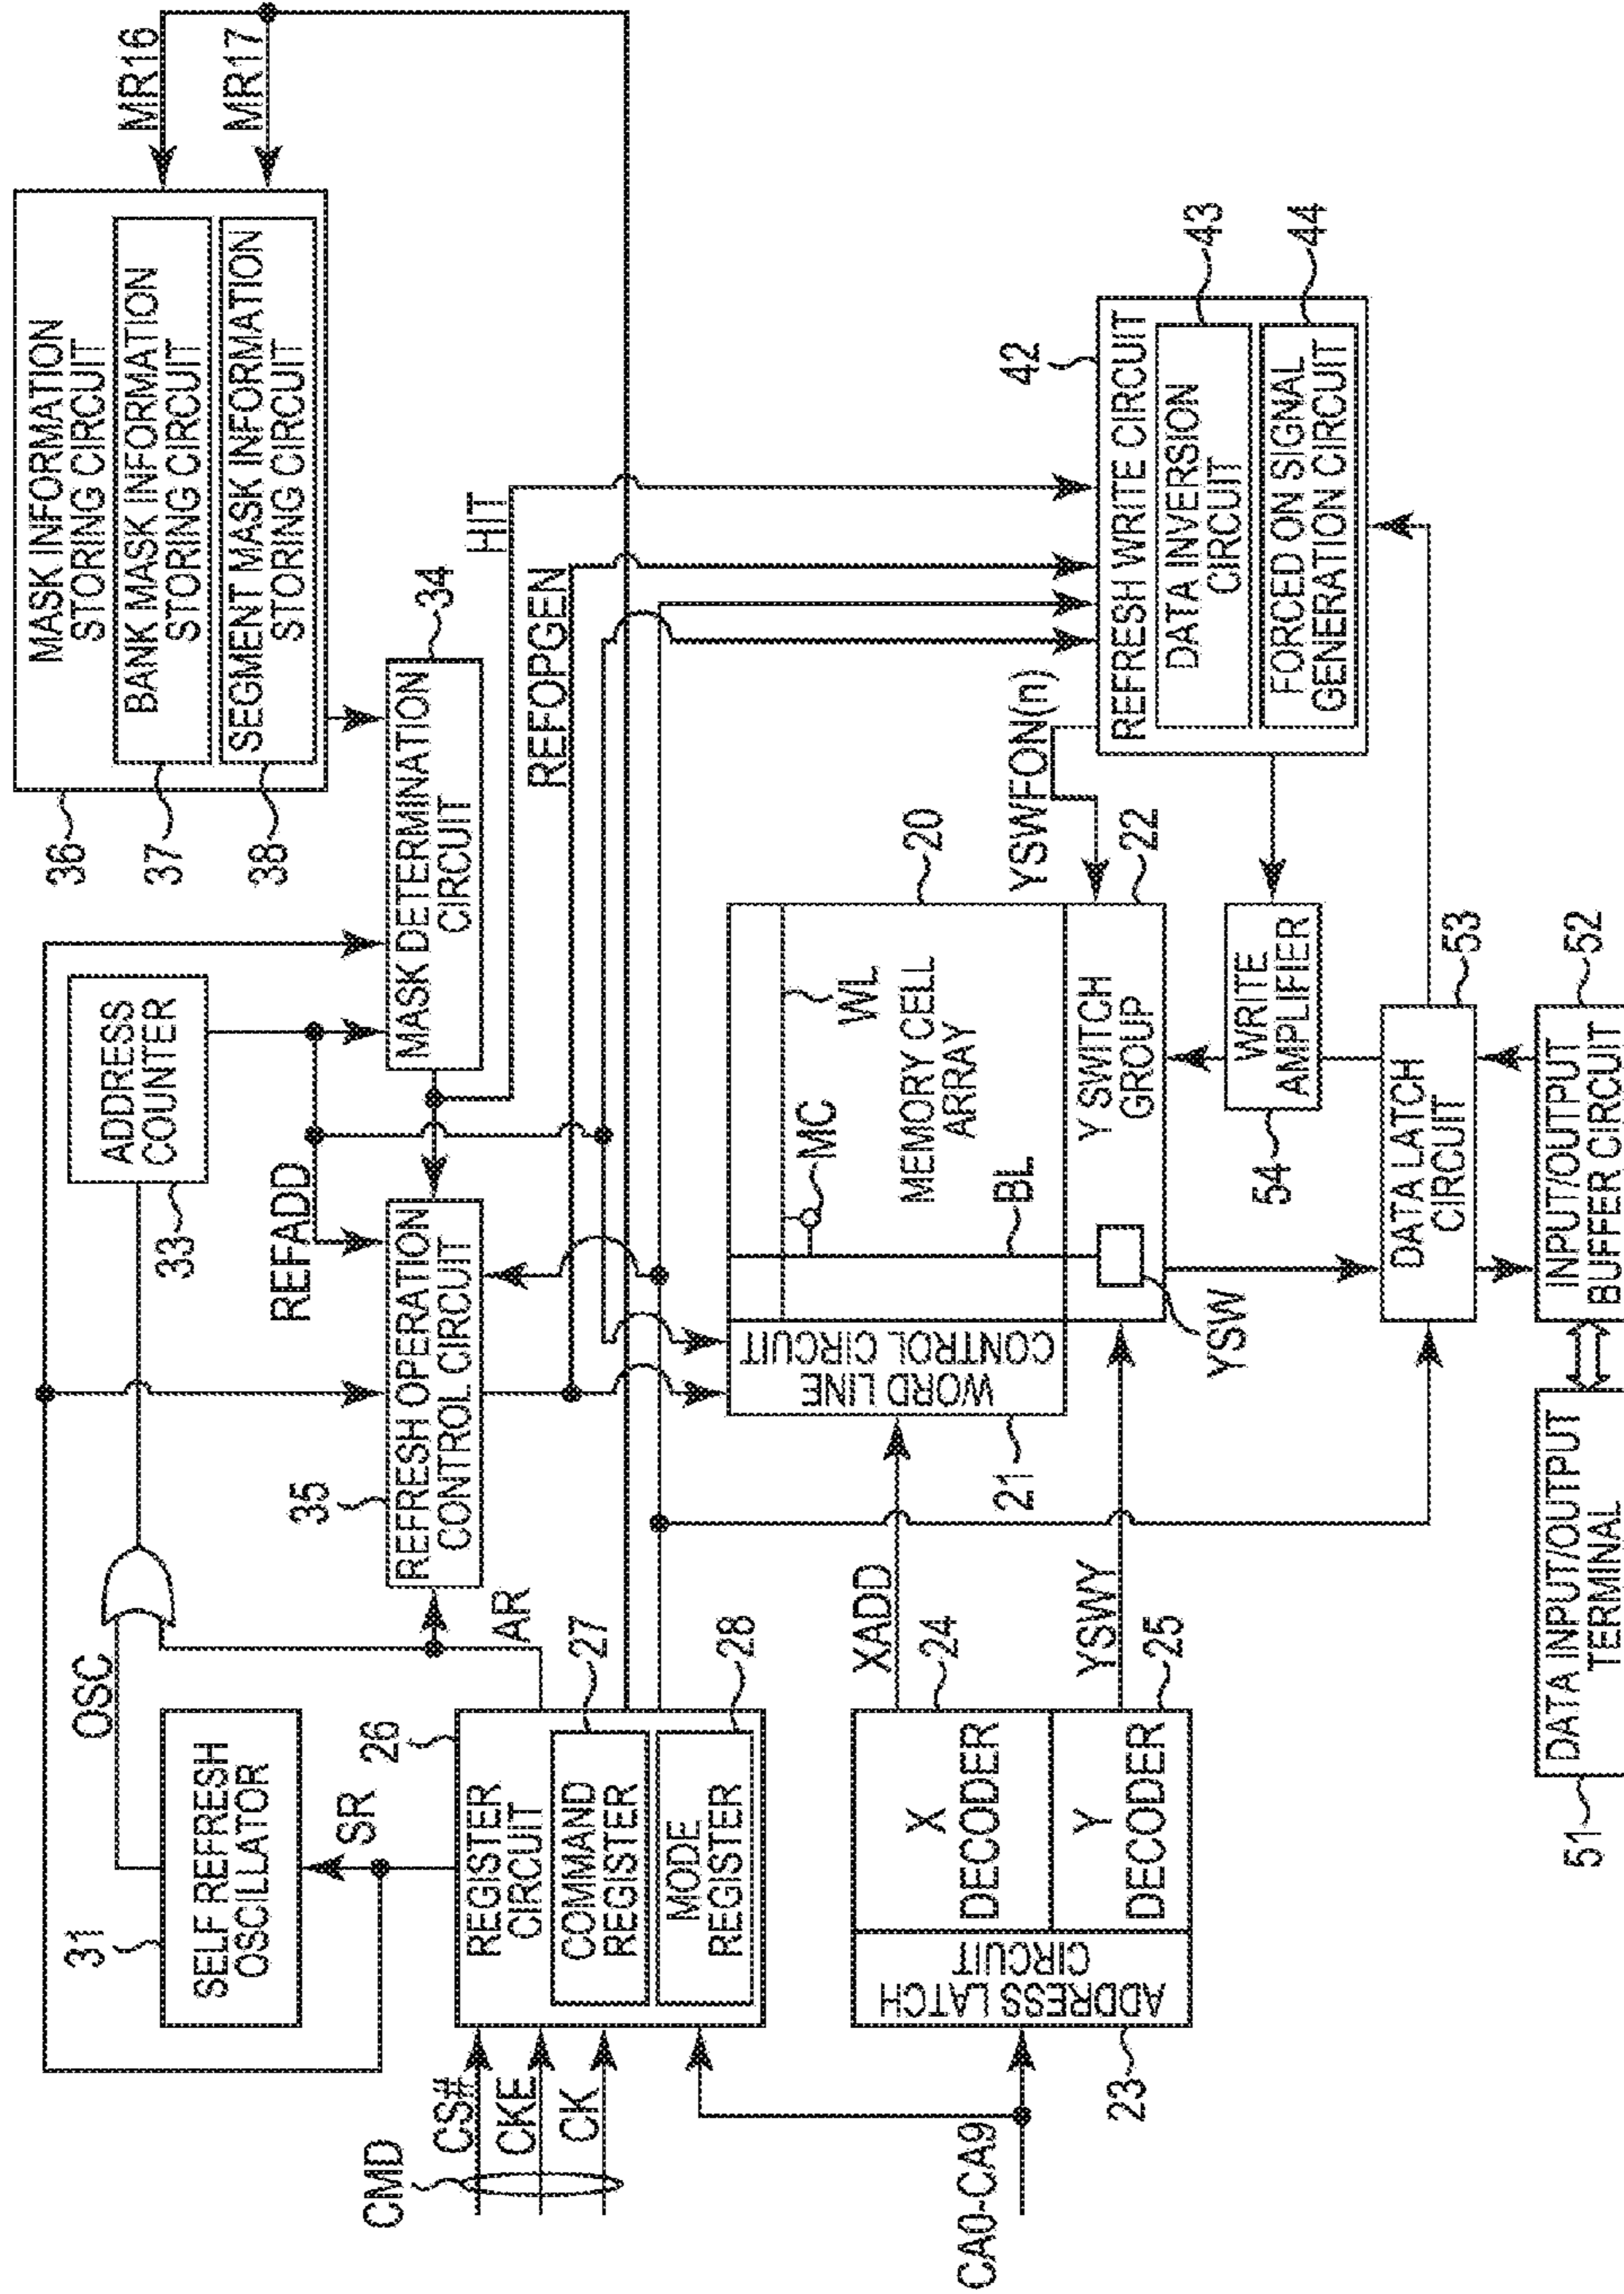 MASK INFORMATION
STORING CIRCUIT
BANK MASK INFORMATION
STORING CIRCUIT
SEGMENT MASK INFORMATION
STORING CIRCUIT
36
37
38
MR16
MR17
31
SELF REFRESH
OSCILLATOR
OSC
SR
ADDRESS
COUNTER
33
REFADD
35
REFRESH OPERATION
CONTROL CIRCUIT
AR
MASK DETERMINATION
CIRCUIT
34
HIT
REFOPGEN
CMD
CS#
CKE
CK
26
REGISTER
CIRCUIT
COMMAND
REGISTER
27
MODE
REGISTER
28
CA0-CA9
ADDRESS LATCH
CIRCUIT
23
X
DECODER
24
Y
DECODER
25
XADD
YSWY
WORD LINE
CONTROL CIRCUIT
21
MC
WL
MEMORY CELL
ARRAY
BL
20
Y SWITCH
GROUP
22
YSW
YSWFON(n)
42
REFRESH WRITE CIRCUIT
DATA INVERSION
CIRCUIT
43
FORCED ON SIGNAL
GENERATION CIRCUIT
44
WRITE
AMPLIFIER
54
DATA LATCH
CIRCUIT
53
INPUT/OUTPUT
BUFFER CIRCUIT
52
DATA INPUT/OUTPUT
TERMINAL
51